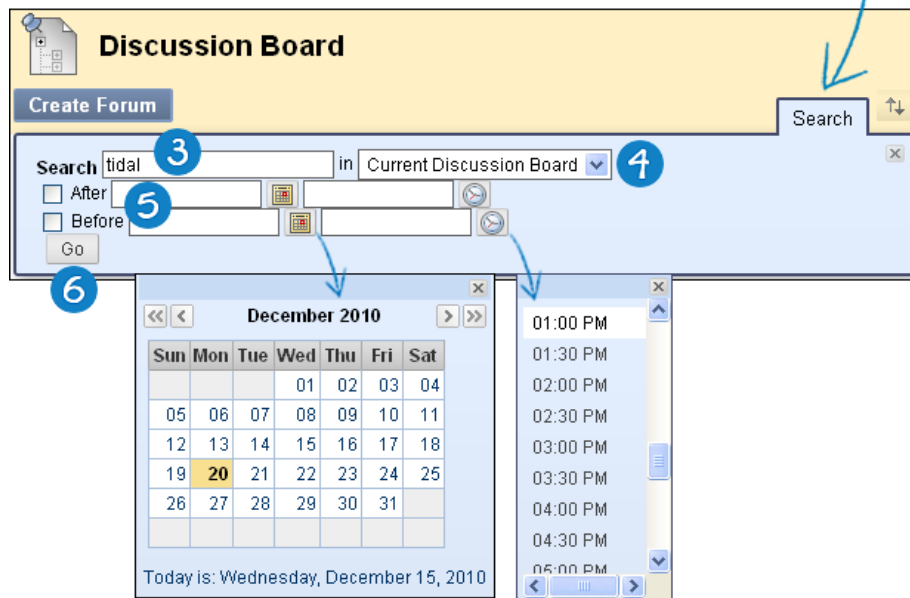 Discussion Board
Create Forum
Search
Search tidal 3 in Current Discussion Board 4
After 5
Before
Go
6
December 2010
Sun Mon Tue Wed Thu Fri Sat
01 02 03 04
05 06 07 08 09 10 11
12 13 14 15 16 17 18
19 20 21 22 23 24 25
26 27 28 29 30 31
Today is: Wednesday, December 15, 2010
01:00 PM
01:30 PM
02:00 PM
02:30 PM
03:00 PM
03:30 PM
04:00 PM
04:30 PM
05:00 PM